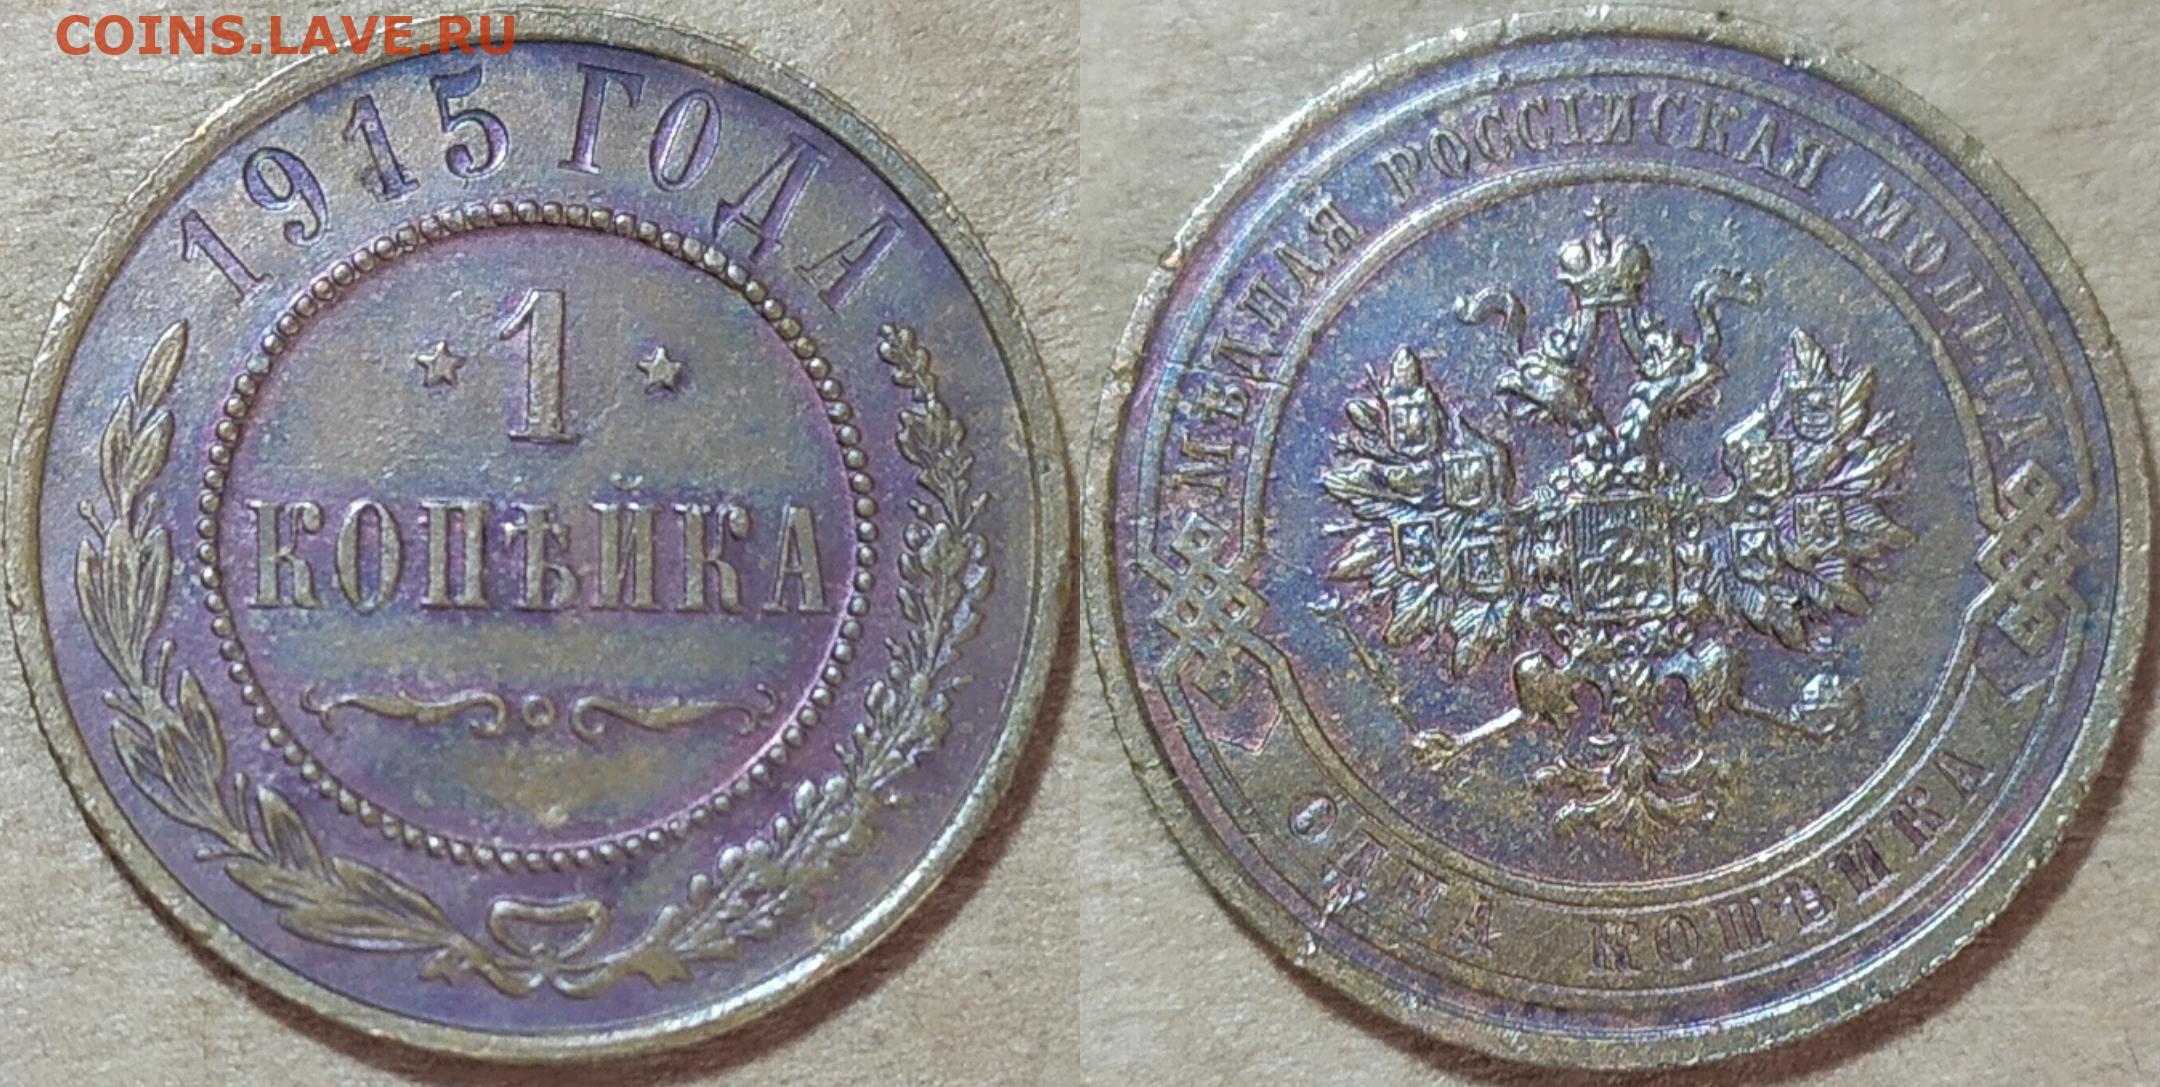 COINS.LAVE.RU
1915 ГОДА
1
КОПѢЙКА
МѢДНАЯ РОССІЙСКАЯ МОНЕТА
ОДНА КОПѢЙКА